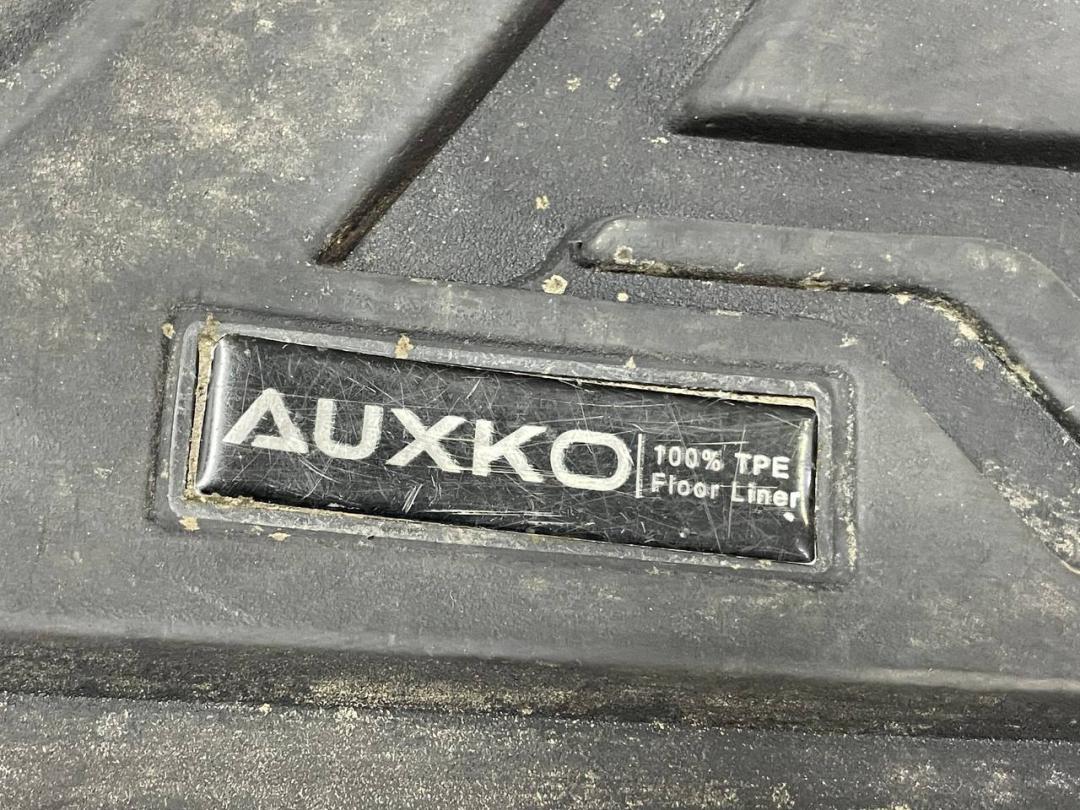 AUXKO
100% TPE
Floor Liner